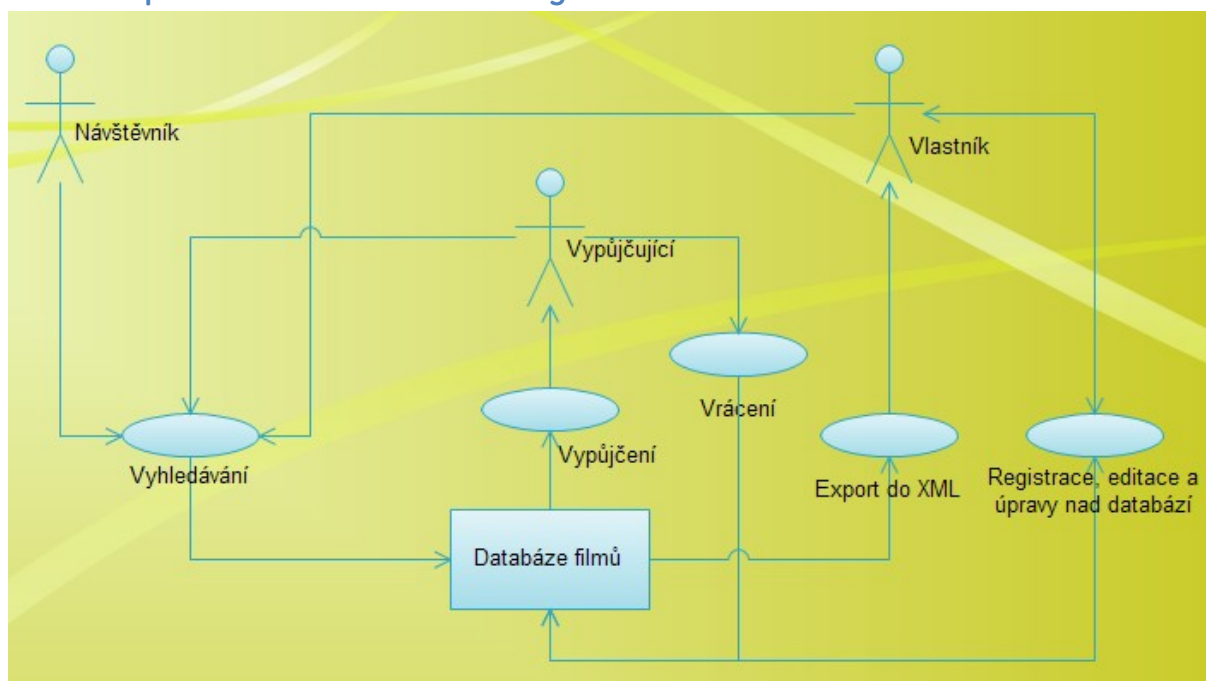 Návštěvník
Vlastník
Vypůjčující
Vrácení
Vypůjčení
Vyhledávání
Export do XML
Registrace, editace a
úpravy nad databází
Databáze filmů